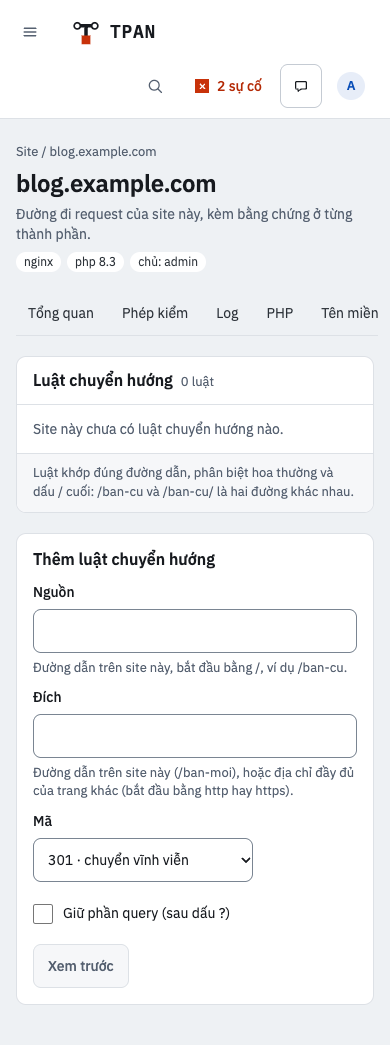 TPAN
2 sự cố
A
Site / blog.example.com
blog.example.com
Đường đi request của site này, kèm bằng chứng ở từng
thành phần.
nginx
php 8.3
chủ: admin
Tổng quan
Phép kiểm
Log
PHP
Tên miền
Luật chuyển hướng 0 luật
Site này chưa có luật chuyển hướng nào.
Luật khớp đúng đường dẫn, phân biệt hoa thường và
dấu / cuối: /ban-cu và /ban-cu/ là hai đường khác nhau.
Thêm luật chuyển hướng
Nguồn
Đường dẫn trên site này, bắt đầu bằng /, ví dụ /ban-cu.
Đích
Đường dẫn trên site này (/ban-moi), hoặc địa chỉ đầy đủ
của trang khác (bắt đầu bằng http hay https).
Mã
301 · chuyển vĩnh viễn
Giữ phần query (sau dấu ?)
Xem trước